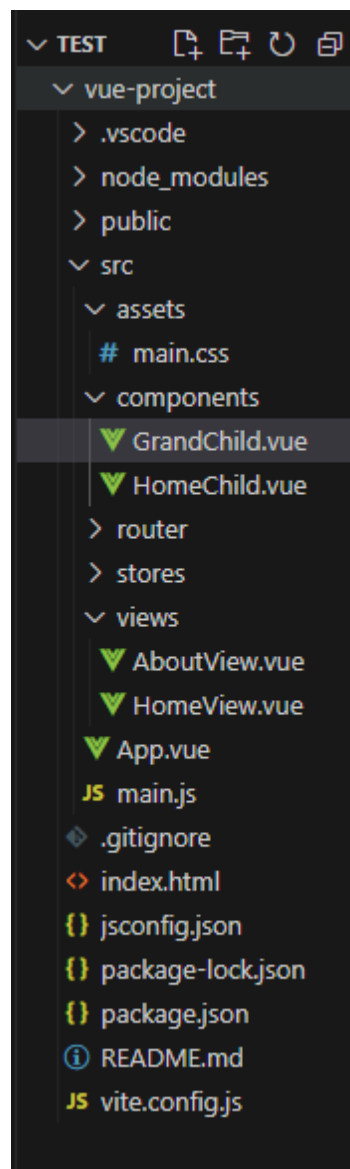 TEST
vue-project
.vscode
node_modules
public
src
assets
# main.css
components
GrandChild.vue
HomeChild.vue
router
stores
views
AboutView.vue
HomeView.vue
App.vue
JS main.js
.gitignore
<> index.html
{} jsconfig.json
{} package-lock.json
{} package.json
README.md
JS vite.config.js